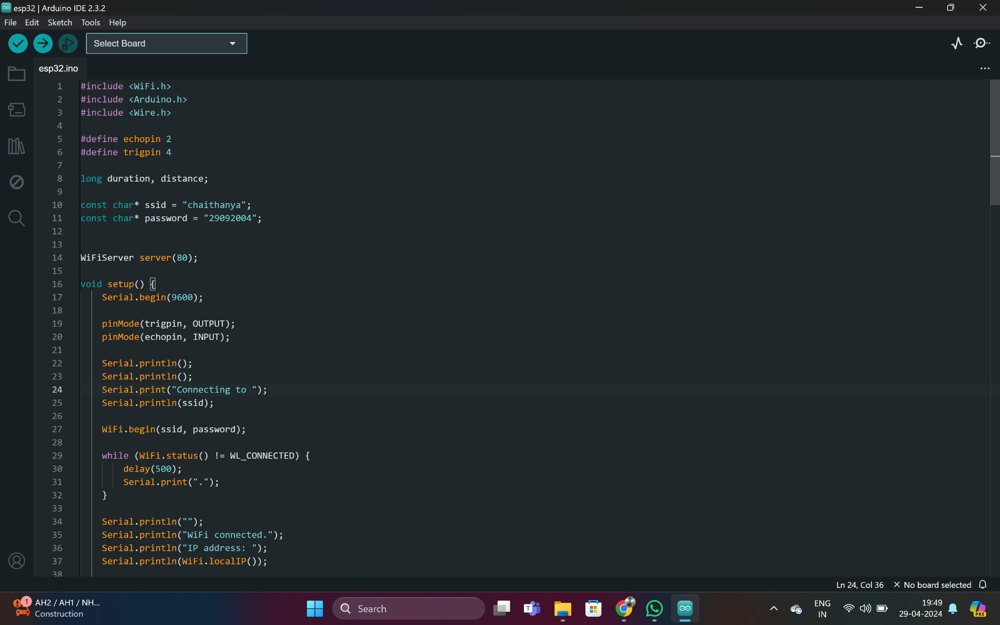 esp32 | Arduino IDE 2.3.2
File Edit Sketch Tools Help
Select Board
esp32.ino
1 #include <WiFi.h>
2 #include <Arduino.h>
3 #include <Wire.h>
4
5 #define echopin 2
6 #define trigpin 4
7
8 long duration, distance;
9
10 const char* ssid = "chaithanya";
11 const char* password = "29092004";
12
13
14 WiFiServer server(80);
15
16 void setup() {
17 Serial.begin(9600);
18
19 pinMode(trigpin, OUTPUT);
20 pinMode(echopin, INPUT);
21
22 Serial.println();
23 Serial.println();
24 Serial.print("Connecting to ");
25 Serial.println(ssid);
26
27 WiFi.begin(ssid, password);
28
29 while (WiFi.status() != WL_CONNECTED) {
30 delay(500);
31 Serial.print(".");
32 }
33
34 Serial.println("");
35 Serial.println("WiFi connected.");
36 Serial.println("IP address: ");
37 Serial.println(WiFi.localIP());
38
Ln 24, Col 36 × No board selected
1 AH2 / AH1 / NH...
Construction
Search
T
ENG
IN
19:49
29-04-2024
PRE